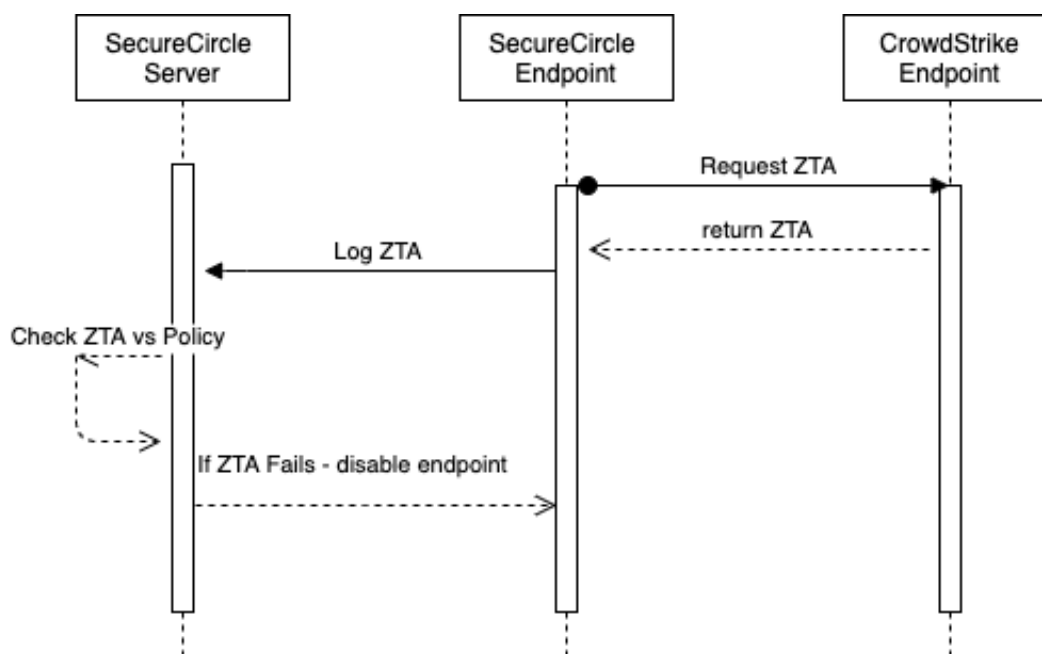 SecureCircle
Server
SecureCircle
Endpoint
CrowdStrike
Endpoint
Request ZTA
return ZTA
Log ZTA
Check ZTA vs Policy
If ZTA Fails - disable endpoint